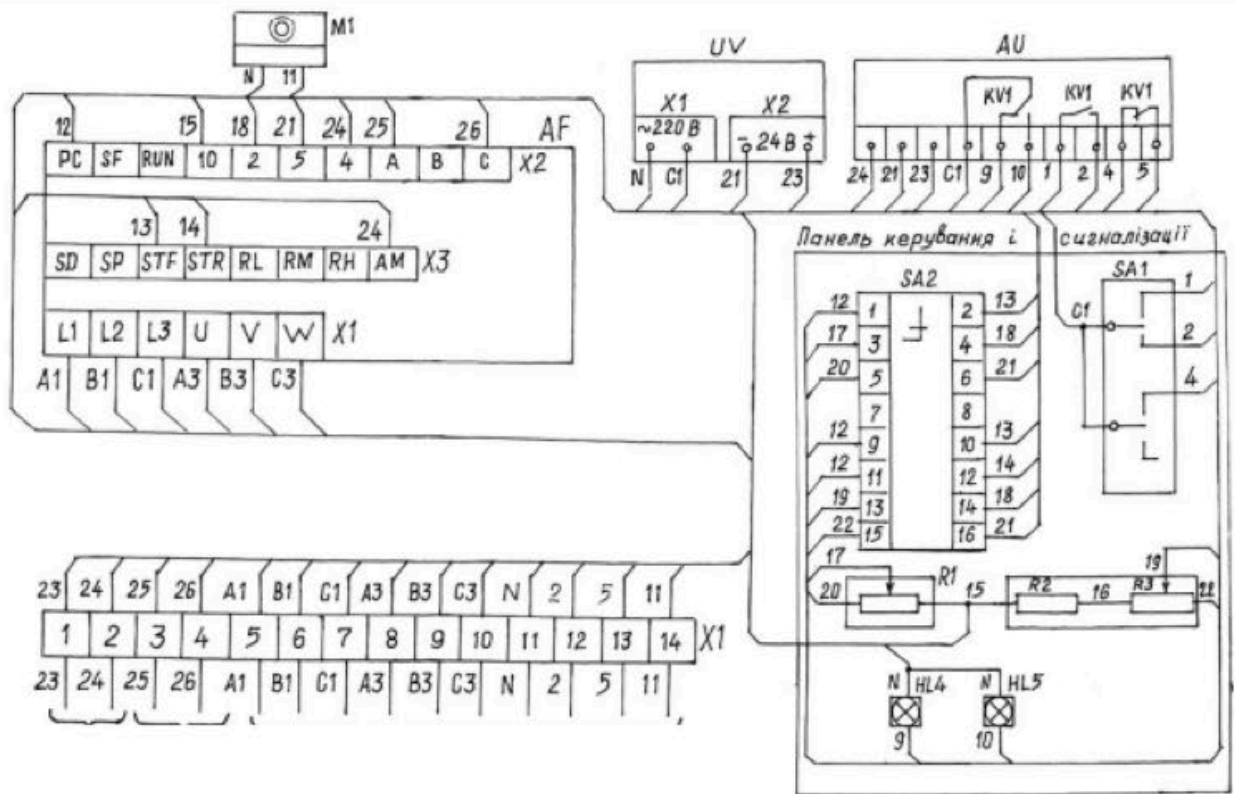 M1
N 11
12 15 18 21 24 25 26 AF
PC SF RUN 10 2 5 4 A B C X2
13 14 24
SD SP STF STR RL RM RH AM X3
L1 L2 L3 U V W X1
A1 B1 C1 A3 B3 C3
UV
X1 X2
~220 В - 24 В +
N C1 21 23
AU
KV1 KV1 KV1
24 21 23 C1 9 10 1 2 4 5
Панель керування і сигналізації
SA2
12 1 2 13
17 3 4 18
20 5 6 21
7 8
12 9 10 13
12 11 12 14
19 13 14 18
22 15 16 21
SA1
C1 1
2
4
17 R1 19
20 15 R2 16 R3 22
N HL4 N HL5
9 10
23 24 25 26 A1 B1 C1 A3 B3 C3 N 2 5 11
1 2 3 4 5 6 7 8 9 10 11 12 13 14 X1
23 24 25 26 A1 B1 C1 A3 B3 C3 N 2 5 11